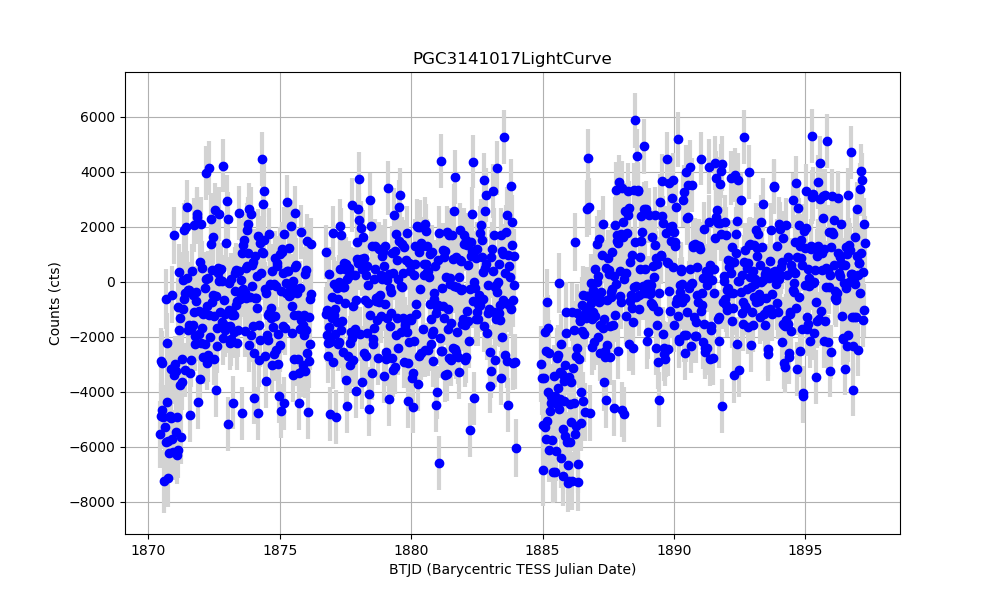 PGC3141017LightCurve
6000
4000
2000
0
−2000
−4000
−6000
−8000
Counts (cts)
1870 1875 1880 1885 1890 1895
BTJD (Barycentric TESS Julian Date)